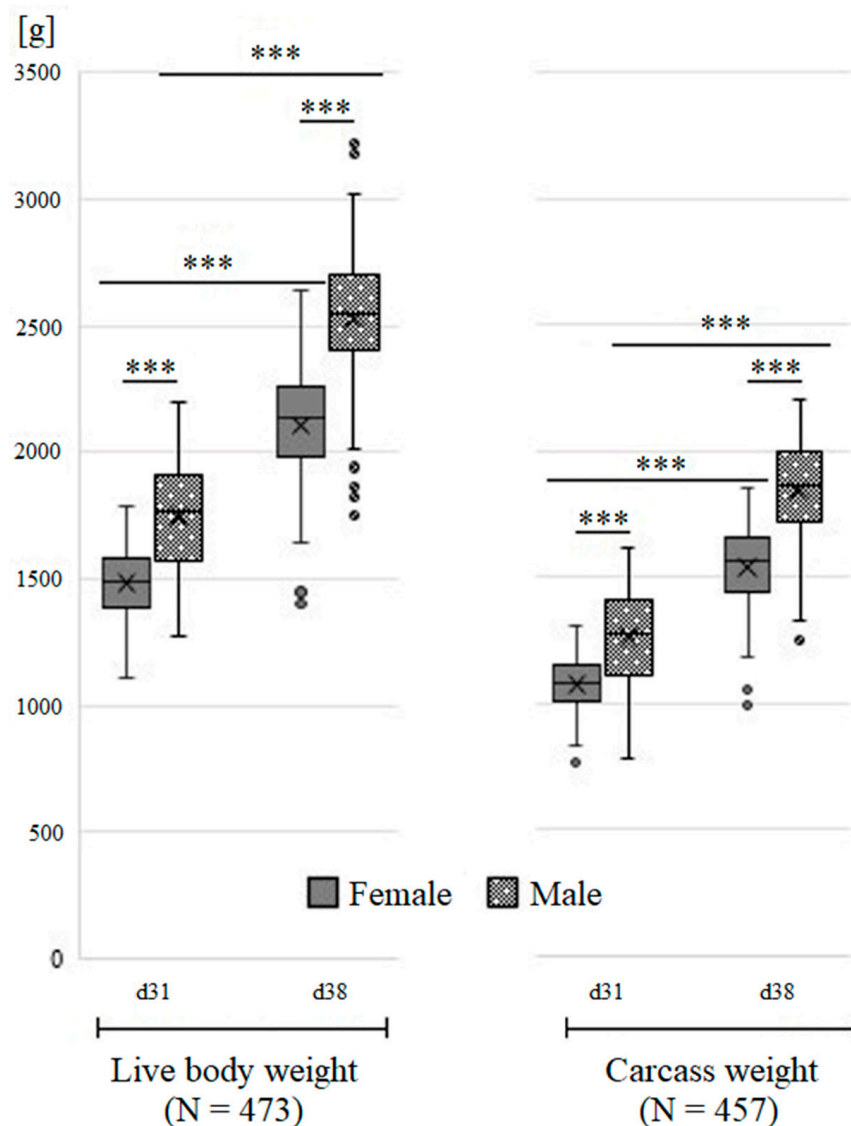 [g]
3500
3000
2500
2000
1500
1000
500
0
***
***
***
***
***
***
***
***
Female
Male
d31
d38
d31
d38
Live body weight
(N = 473)
Carcass weight
(N = 457)